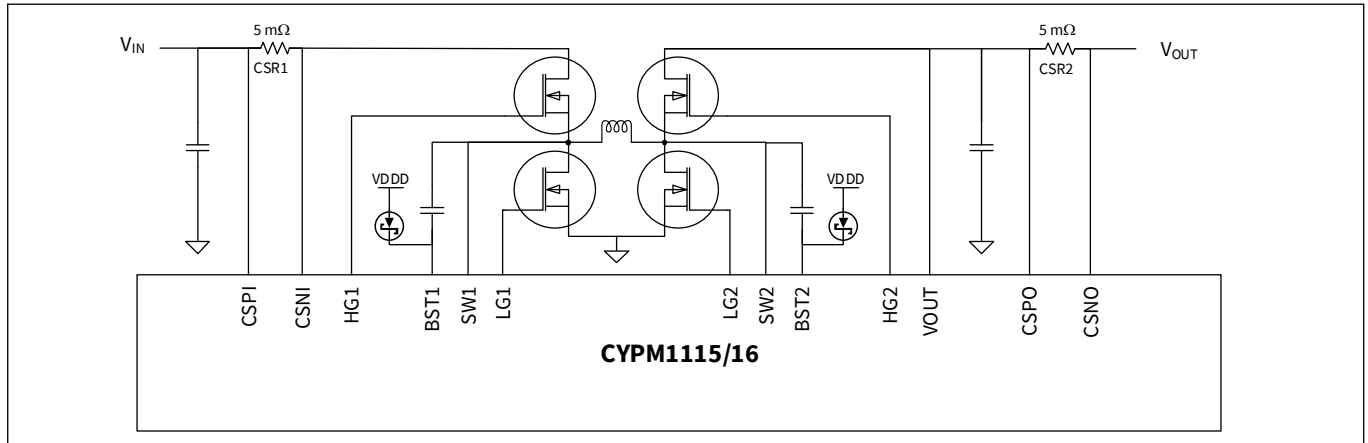 5 mΩ
V_IN
CSR1
5 mΩ
V_OUT
CSR2
VDDD
VDDD
CSPI
CSNI
HG1
BST1
SW1
LG1
LG2
SW2
BST2
HG2
VOUT
CSPO
CSNO
CYPM1115/16